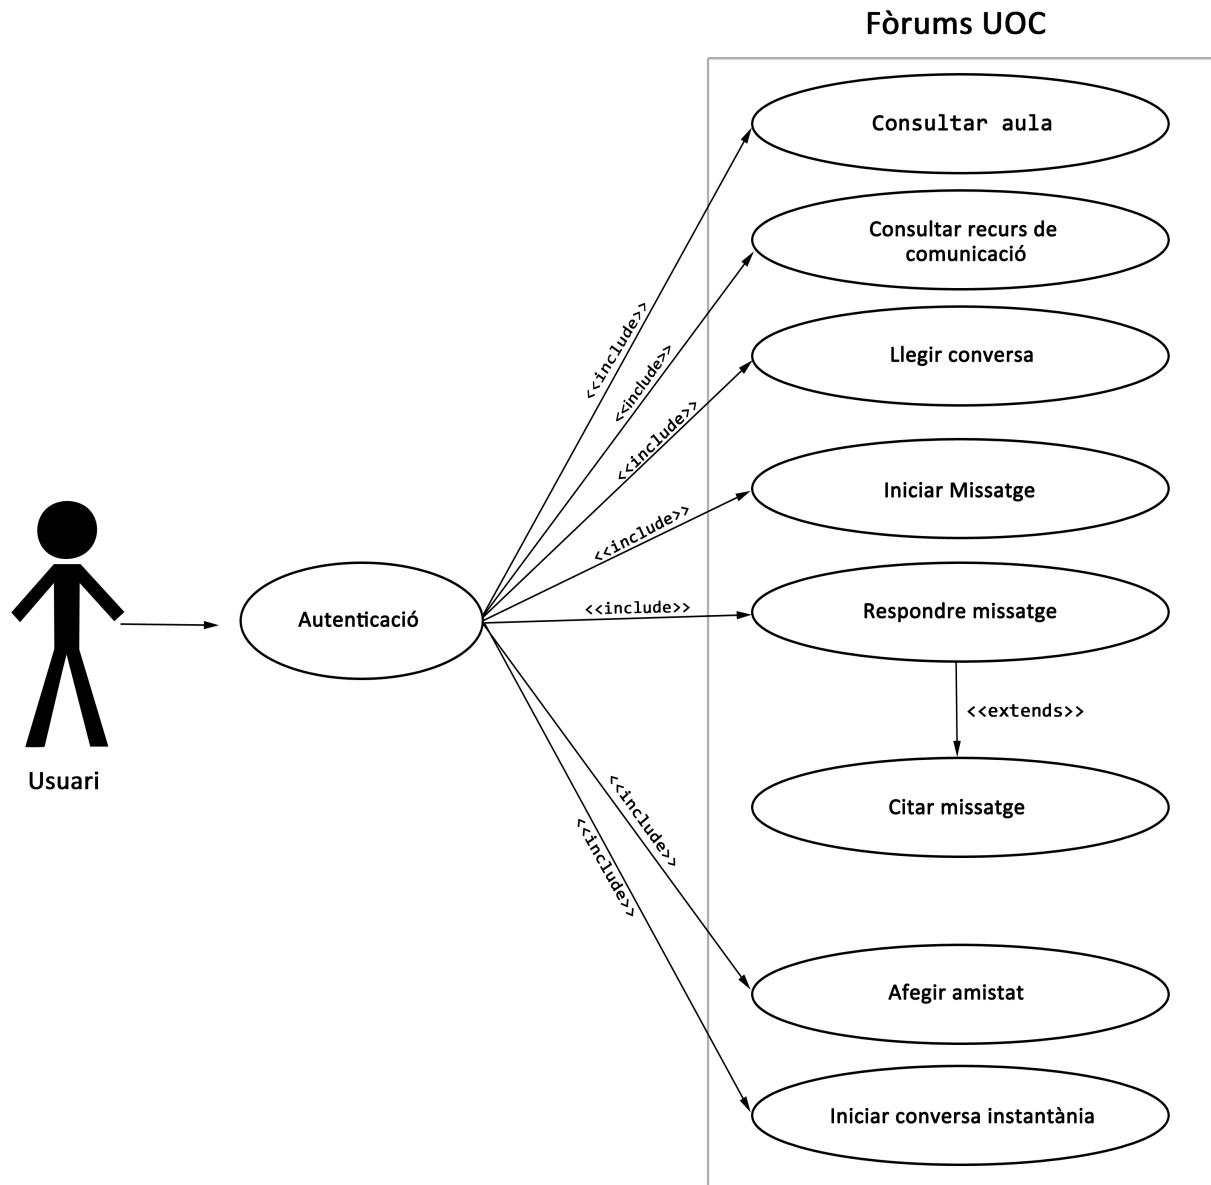 Fòrums UOC
Consultar aula
Consultar recurs de
comunicació
<<include>>
<<include>>
Llegir conversa
<<include>>
Iniciar Missatge
<<include>>
Respondre missatge
<<include>>
Autenticació
<<extends>>
Usuari
Citar missatge
<<include>>
<<include>>
Afegir amistat
Iniciar conversa instantània